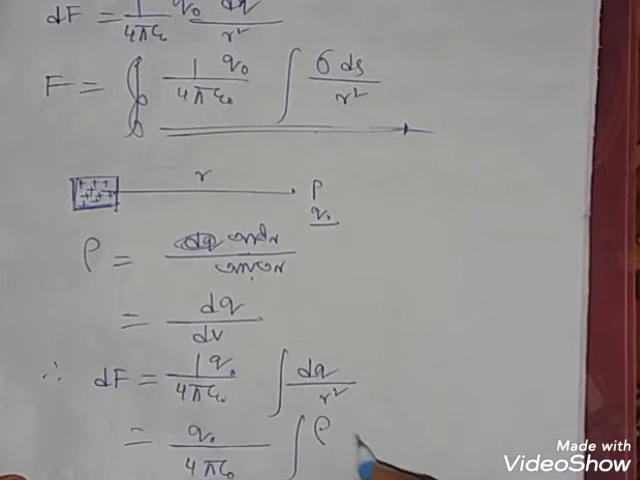 dF = 1/4πε₀ q₀ dq/r²
F = 1/4πε₀ q₀ ∫ σ ds/r²
r
P
q₀
ρ =
= dq/dv
∴ dF = 1/4πε₀ q₀ ∫ dq/r²
= q₀/4πε₀ ∫ ρ
Made with
VideoShow